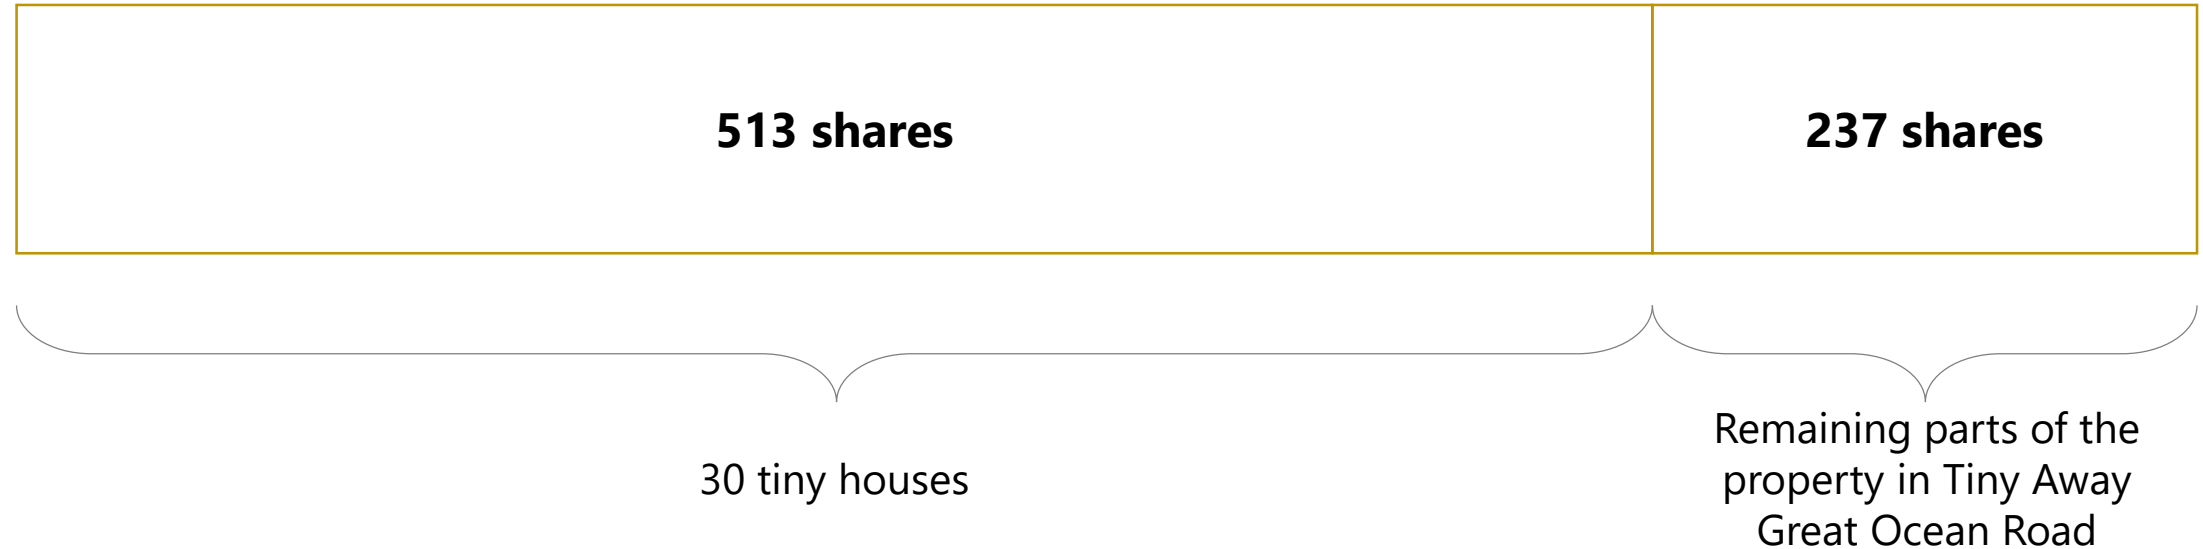 513 shares
237 shares
30 tiny houses
Remaining parts of the
property in Tiny Away
Great Ocean Road